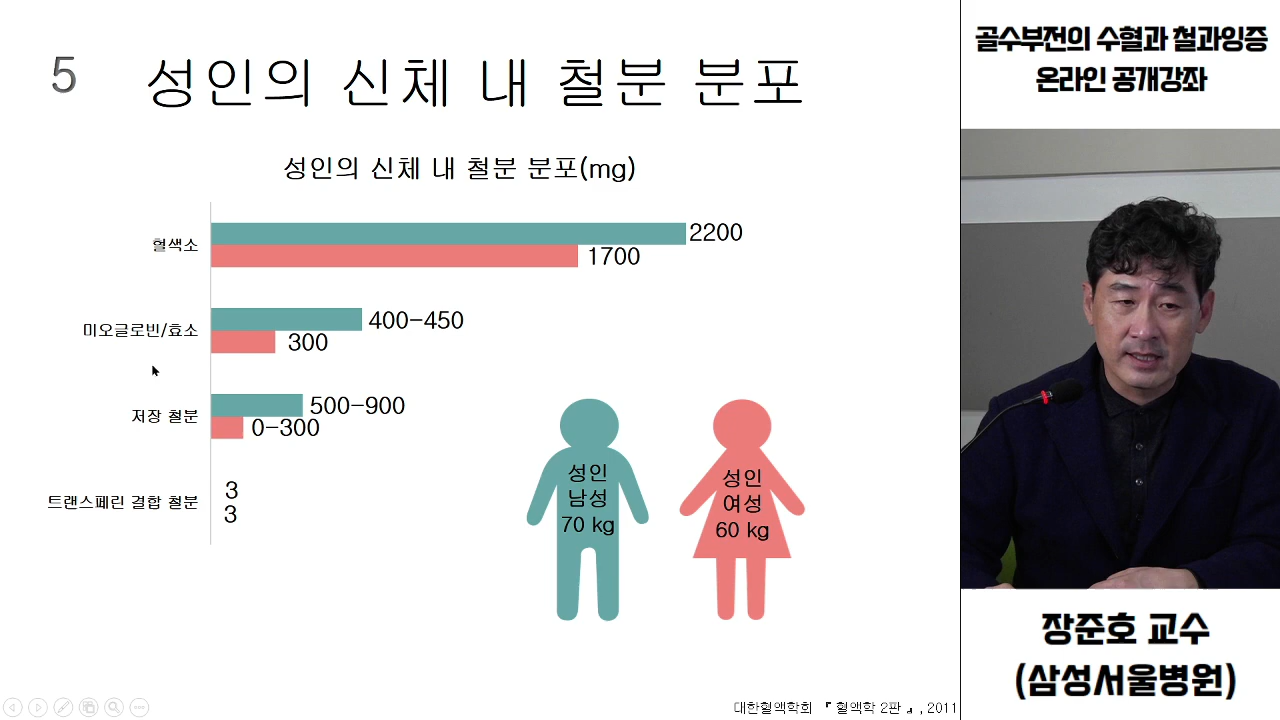 5 성인의 신체 내 철분 분포
성인의 신체 내 철분 분포(mg)
혈색소
2200
1700
미오글로빈/효소
400-450
300
저장 철분
500-900
0-300
트랜스페린 결합 철분
3
3
성인
남성
70 kg
성인
여성
60 kg
대한혈액학회 『혈액학 2판』, 2011
골수부전의 수혈과 철과잉증
온라인 공개강좌
장준호 교수
(삼성서울병원)